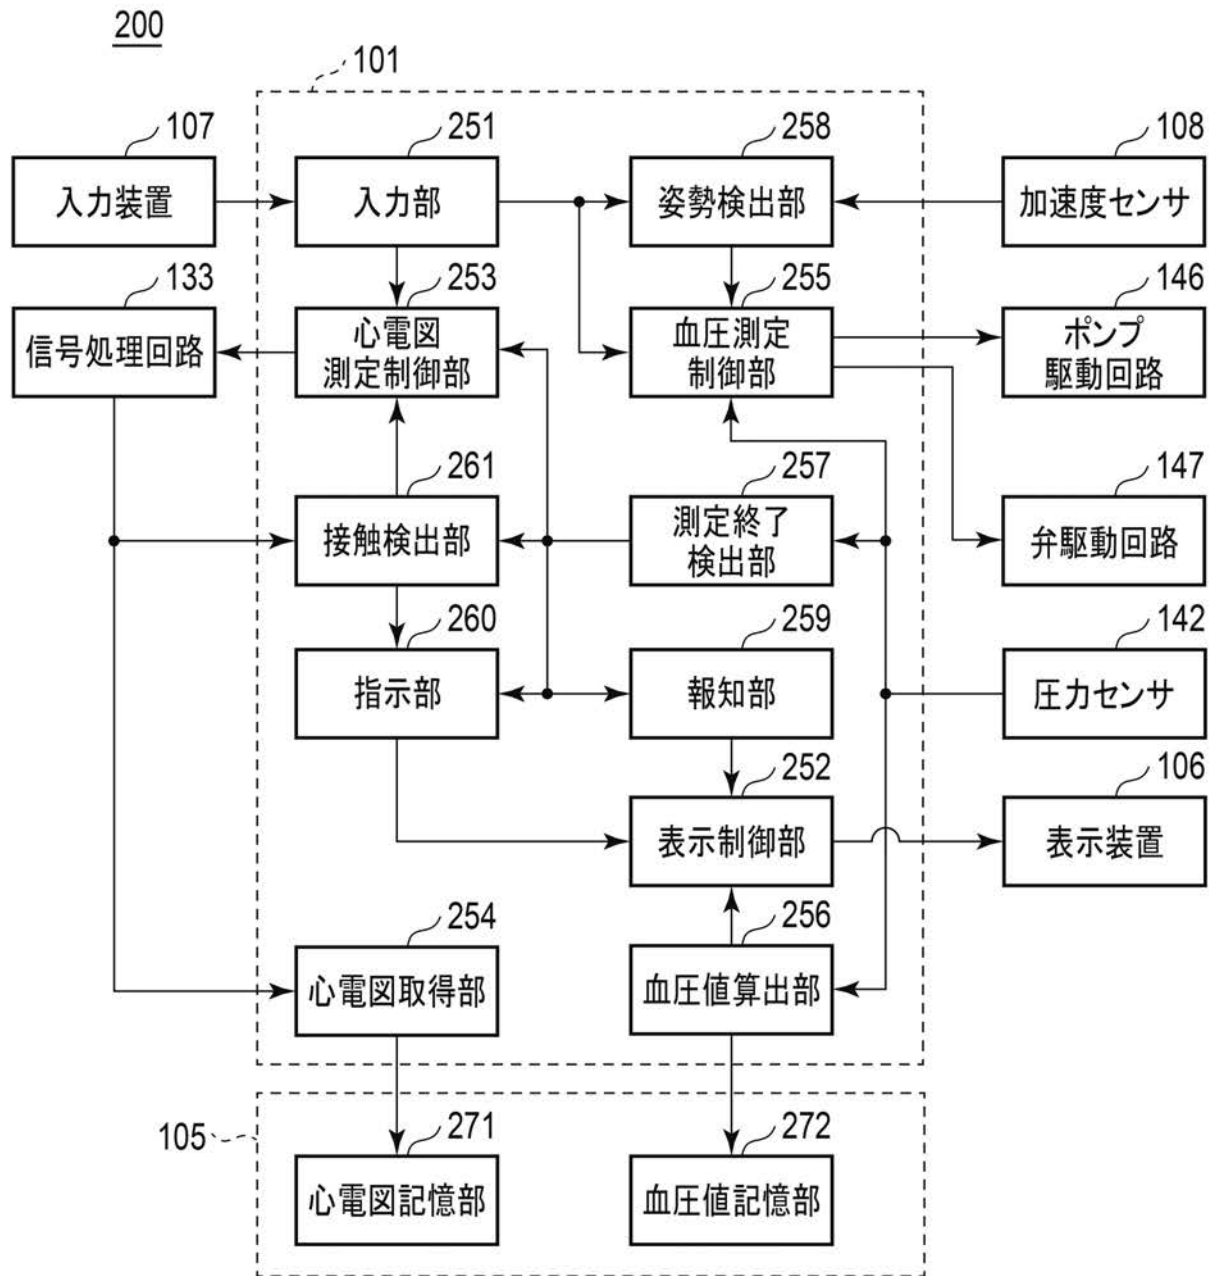 200
101
107
251
258
108
入力装置
入力部
姿勢検出部
加速度センサ
133
253
255
146
信号処理回路
心電図
測定制御部
血圧測定
制御部
ポンプ
駆動回路
261
257
147
接触検出部
測定終了
検出部
弁駆動回路
260
259
142
指示部
報知部
圧力センサ
252
106
表示制御部
表示装置
254
256
心電図取得部
血圧値算出部
105
271
272
心電図記憶部
血圧値記憶部